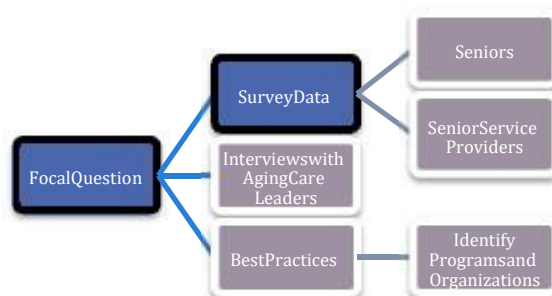 Seniors
SurveyData
SeniorService
Providers
Interviewswith
AgingCare
Leaders
FocalQuestion
BestPractices
Identify
Programsand
Organizations